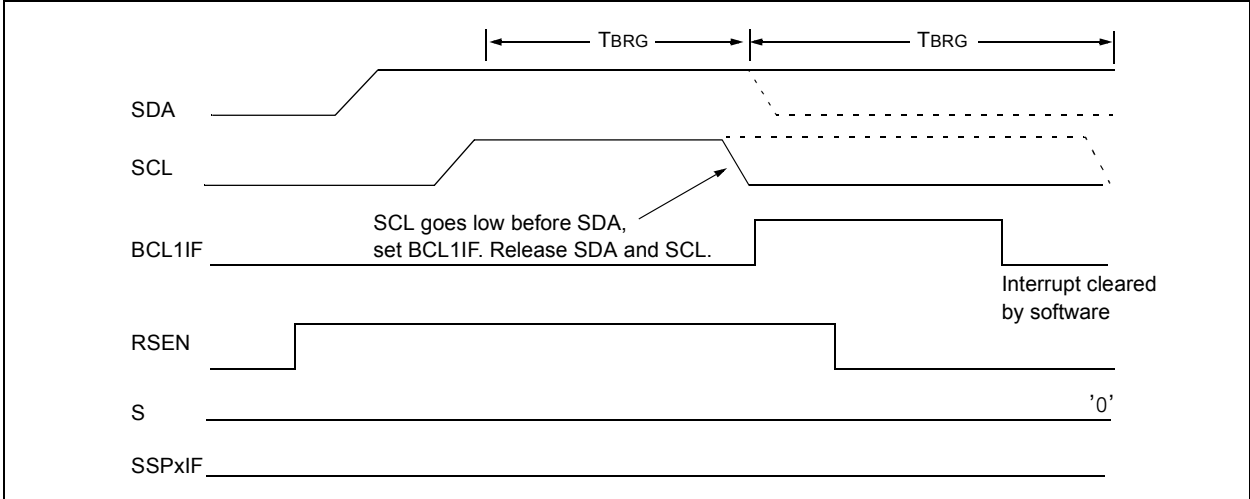 TBRG
TBRG
SDA
SCL
SCL goes low before SDA,
set BCL1IF. Release SDA and SCL.
BCL1IF
Interrupt cleared
by software
RSEN
S
'0'
SSPxIF